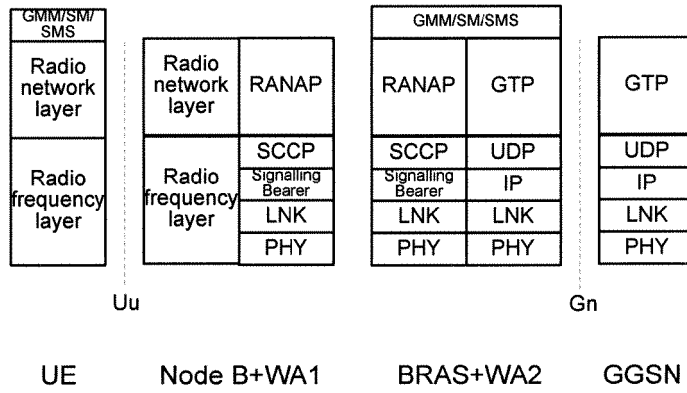 GMM/SM/
SMS
Radio
network
layer
Radio
frequency
layer
Uu
UE
Radio
network
layer
RANAP
Radio
frequency
layer
SCCP
Signalling
Bearer
LNK
PHY
Node B+WA1
GMM/SM/SMS
RANAP
GTP
SCCP
UDP
Signalling
Bearer
IP
LNK
LNK
PHY
PHY
BRAS+WA2
Gn
GTP
UDP
IP
LNK
PHY
GGSN